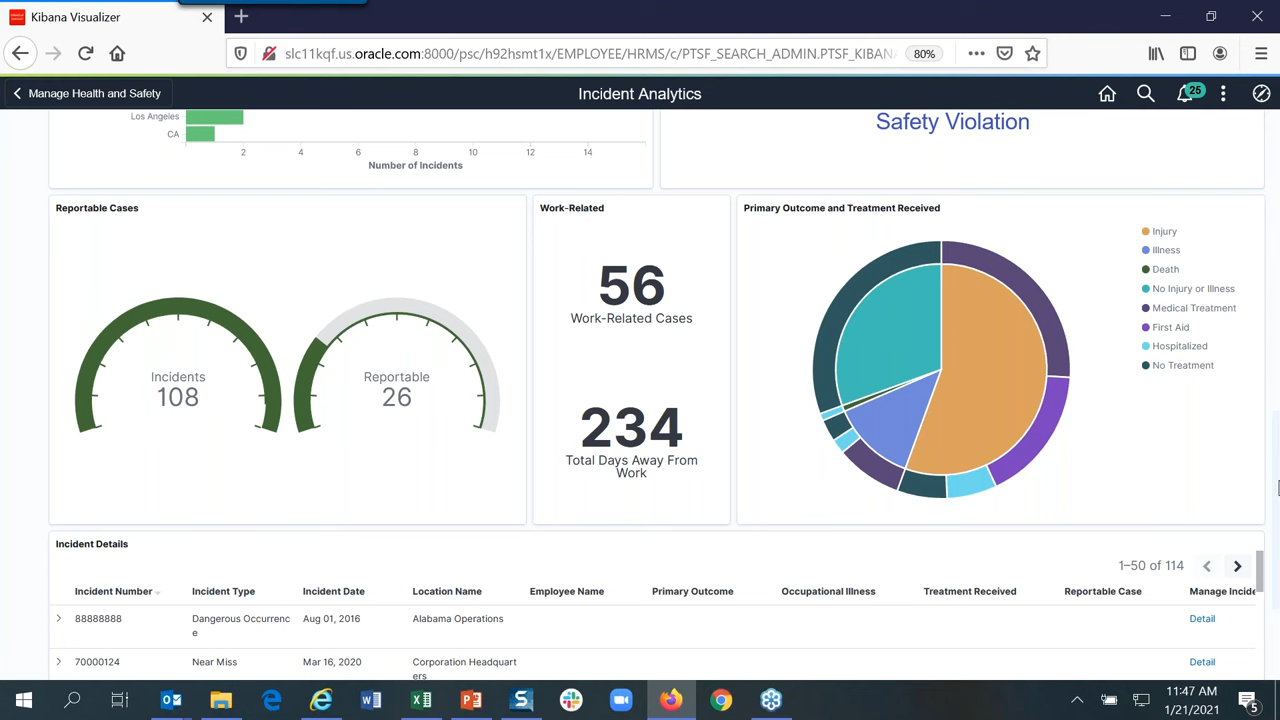 Kibana Visualizer
slc11kqf.us.oracle.com:8000/psc/h92hsmt1x/EMPLOYEE/HRMS/c/PTSF_SEARCH_ADMIN.PTSF_KIBANA
80%
Manage Health and Safety
Incident Analytics
25
Los Angeles
CA
2 4 6 8 10 12 14
Number of Incidents
Safety Violation
Reportable Cases
Incidents
108
Reportable
26
Work-Related
56
Work-Related Cases
234
Total Days Away From
Work
Primary Outcome and Treatment Received
Injury
Illness
Death
No Injury or Illness
Medical Treatment
First Aid
Hospitalized
No Treatment
Incident Details
1–50 of 114
Incident Number Incident Type Incident Date Location Name Employee Name Primary Outcome Occupational Illness Treatment Received Reportable Case Manage Incide
88888888 Dangerous Occurrenc Aug 01, 2016 Alabama Operations Detail
e
70000124 Near Miss Mar 16, 2020 Corporation Headquart Detail
ers
11:47 AM
1/21/2021
5